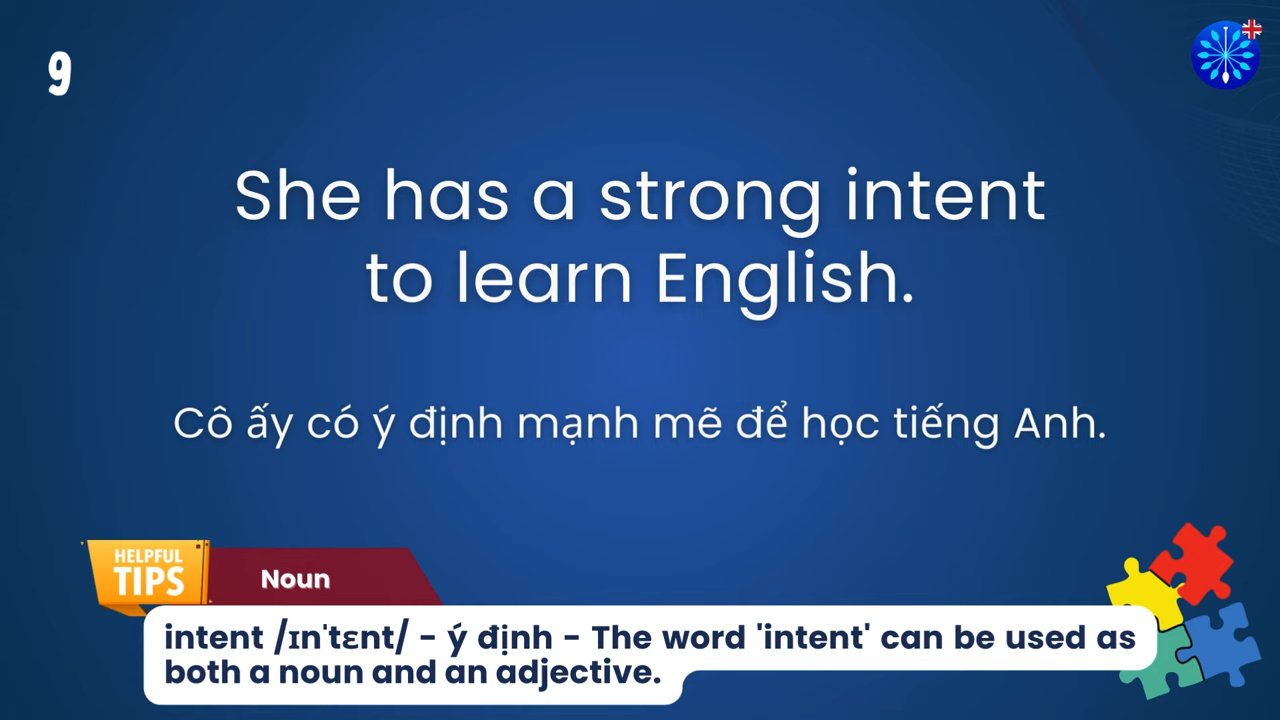 9
She has a strong intent
to learn English.
Cô ấy có ý định mạnh mẽ để học tiếng Anh.
HELPFUL
TIPS
Noun
intent /ɪnˈtɛnt/ - ý định - The word 'intent' can be used as
both a noun and an adjective.